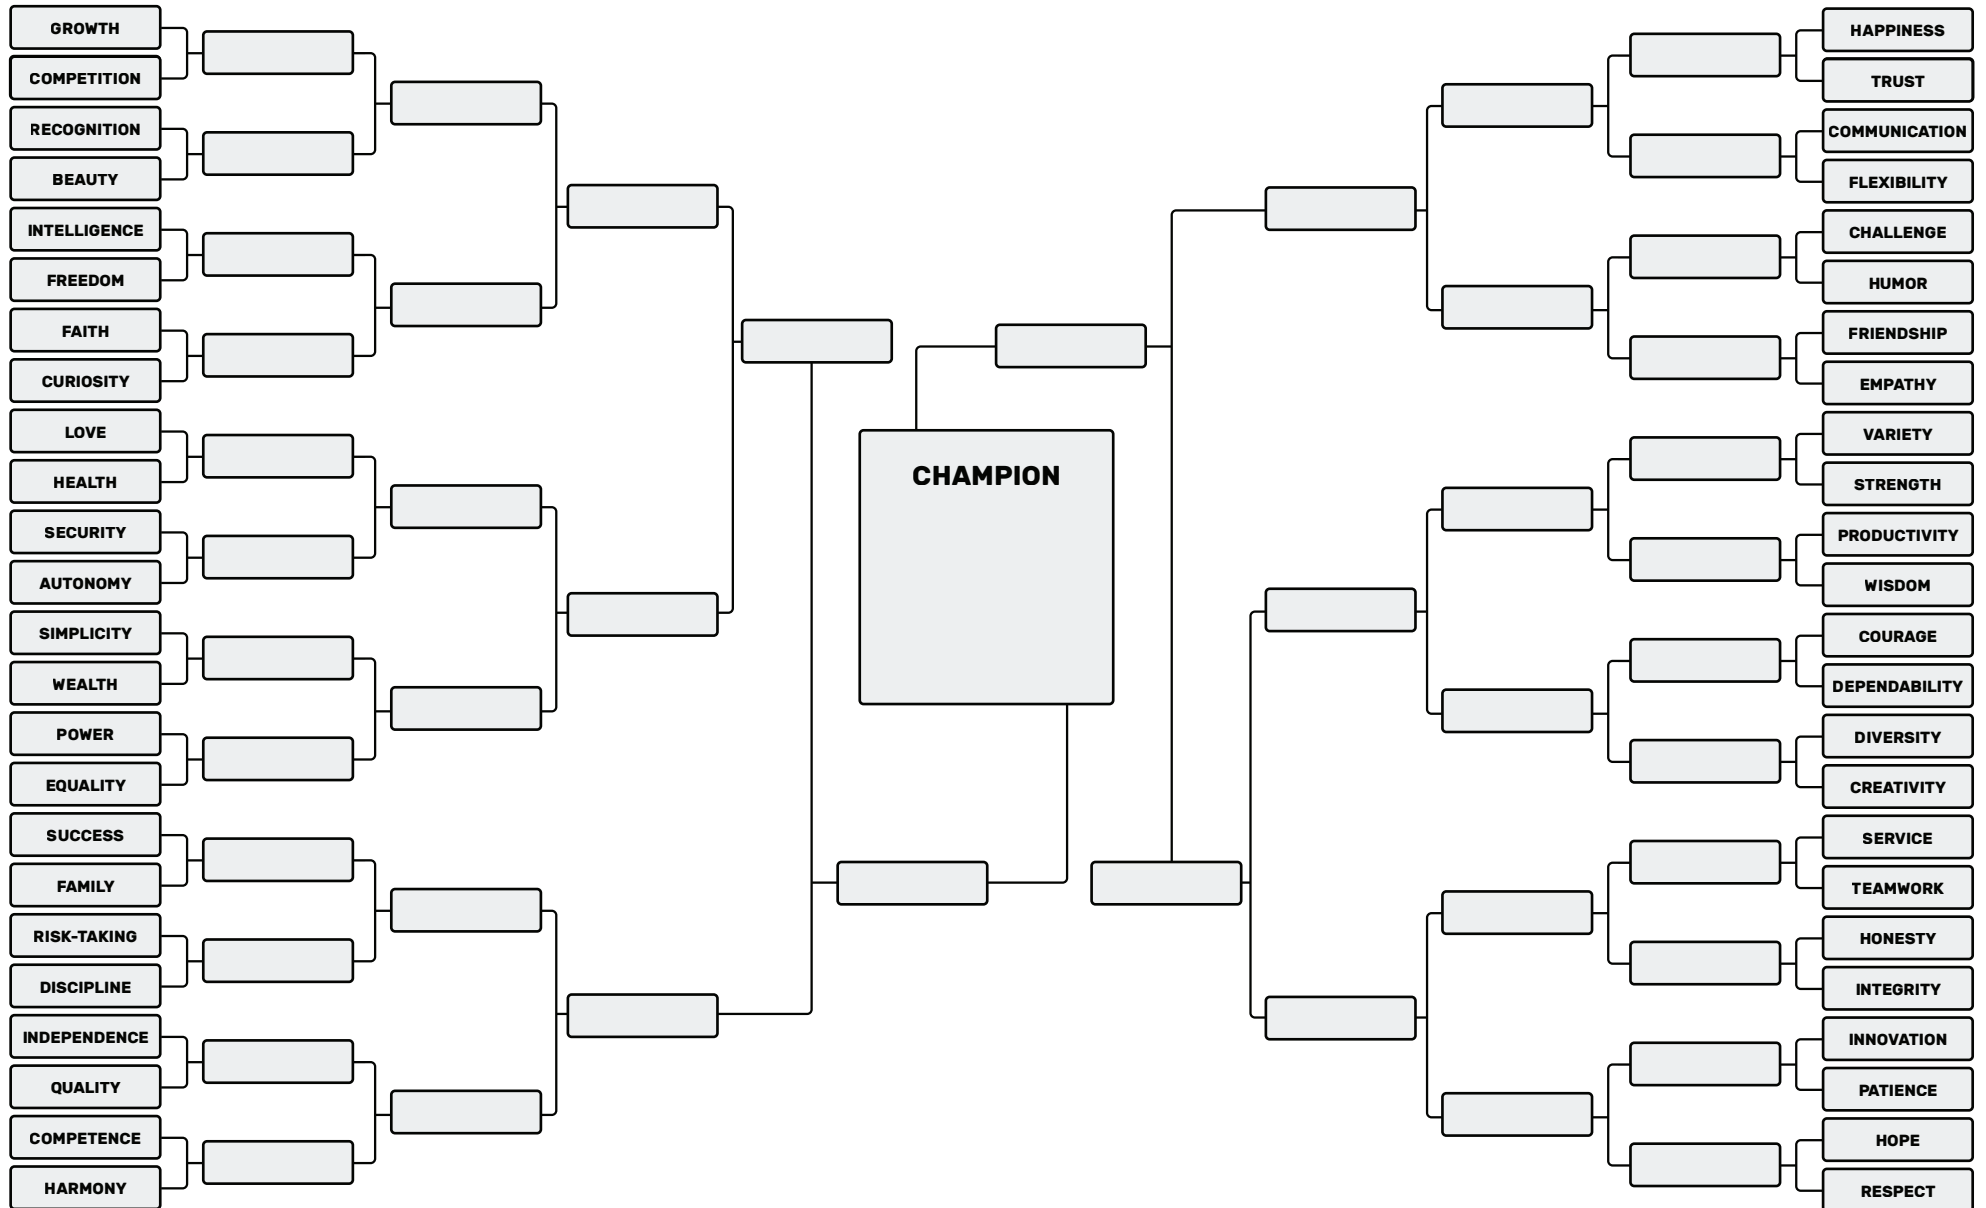 GROWTH
COMPETITION
RECOGNITION
BEAUTY
INTELLIGENCE
FREEDOM
FAITH
CURIOSITY
LOVE
HEALTH
SECURITY
AUTONOMY
SIMPLICITY
WEALTH
POWER
EQUALITY
SUCCESS
FAMILY
RISK-TAKING
DISCIPLINE
INDEPENDENCE
QUALITY
COMPETENCE
HARMONY
CHAMPION
HAPPINESS
TRUST
COMMUNICATION
FLEXIBILITY
CHALLENGE
HUMOR
FRIENDSHIP
EMPATHY
VARIETY
STRENGTH
PRODUCTIVITY
WISDOM
COURAGE
DEPENDABILITY
DIVERSITY
CREATIVITY
SERVICE
TEAMWORK
HONESTY
INTEGRITY
INNOVATION
PATIENCE
HOPE
RESPECT